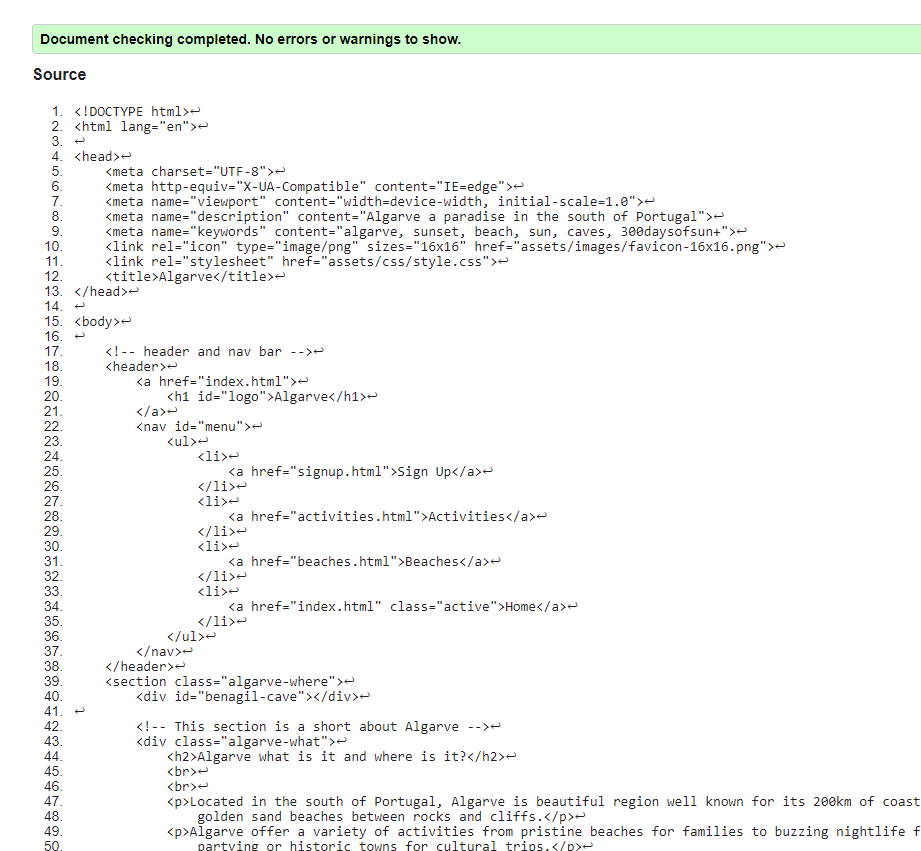 Document checking completed. No errors or warnings to show.
Source
1. <!DOCTYPE html>↩
2. <html lang="en">↩
3. ↩
4. <head>↩
5.     <meta charset="UTF-8">↩
6.     <meta http-equiv="X-UA-Compatible" content="IE=edge">↩
7.     <meta name="viewport" content="width=device-width, initial-scale=1.0">↩
8.     <meta name="description" content="Algarve a paradise in the south of Portugal">↩
9.     <meta name="keywords" content="algarve, sunset, beach, sun, caves, 300daysofsun+">↩
10.     <link rel="icon" type="image/png" sizes="16x16" href="assets/images/favicon-16x16.png">↩
11.     <link rel="stylesheet" href="assets/css/style.css">↩
12.     <title>Algarve</title>↩
13. </head>↩
14. ↩
15. <body>↩
16. ↩
17.     <!-- header and nav bar -->↩
18.     <header>↩
19.         <a href="index.html">↩
20.             <h1 id="logo">Algarve</h1>↩
21.         </a>↩
22.         <nav id="menu">↩
23.             <ul>↩
24.                 <li>↩
25.                     <a href="signup.html">Sign Up</a>↩
26.                 </li>↩
27.                 <li>↩
28.                     <a href="activities.html">Activities</a>↩
29.                 </li>↩
30.                 <li>↩
31.                     <a href="beaches.html">Beaches</a>↩
32.                 </li>↩
33.                 <li>↩
34.                     <a href="index.html" class="active">Home</a>↩
35.                 </li>↩
36.             </ul>↩
37.         </nav>↩
38.     </header>↩
39.     <section class="algarve-where">↩
40.         <div id="benagil-cave"></div>↩
41. ↩
42.         <!-- This section is a short about Algarve -->↩
43.         <div class="algarve-what">↩
44.             <h2>Algarve what is it and where is it?</h2>↩
45.             <br>↩
46.             <br>↩
47.             <p>Located in the south of Portugal, Algarve is beautiful region well known for its 200km of coast
48.                 golden sand beaches between rocks and cliffs.</p>↩
49.             <p>Algarve offer a variety of activities from pristine beaches for families to buzzing nightlife f
50.                 partying or historic towns for cultural trips.</p>↩